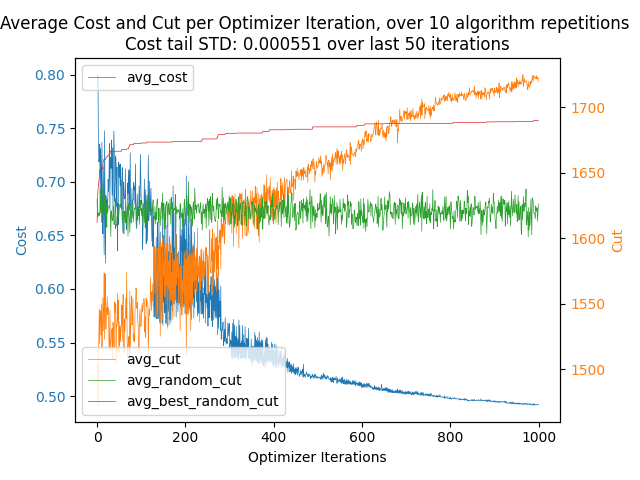 Average Cost and Cut per Optimizer Iteration, over 10 algorithm repetitions
Cost tail STD: 0.000551 over last 50 iterations
avg_cost
0.80
0.75
0.70
0.65
0.60
0.55
0.50
Cost
1700
1650
1600
1550
1500
Cut
avg_cut
avg_random_cut
avg_best_random_cut
0 200 400 600 800 1000
Optimizer Iterations